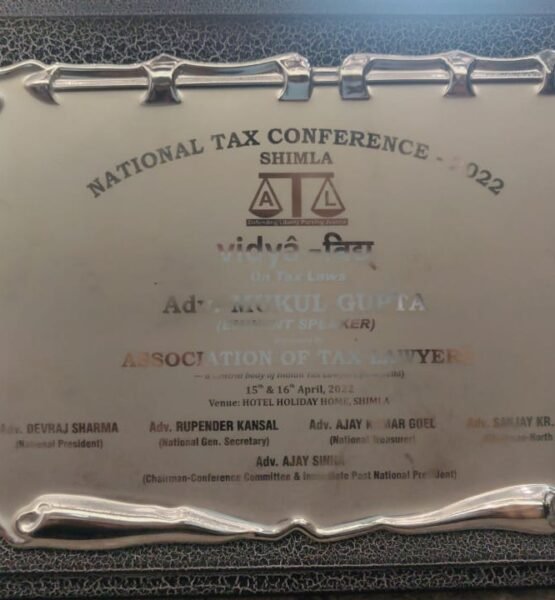 NATIONAL TAX CONFERENCE - 2022
SHIMLA
A L
vidyâ -विद्य
On Tax Laws
Adv. MUKUL GUPTA
(EMINENT SPEAKER)
ASSOCIATION OF TAX LAWYERS
15th & 16th April, 2022
Venue: HOTEL HOLIDAY HOME, SHIMLA
Adv. DEVRAJ SHARMA Adv. RUPENDER KANSAL Adv. AJAY KUMAR GOEL Adv. SANJAY KR.
(National President) (National Gen. Secretary) (National Treasurer) Chairman-North
Adv. AJAY SINHA
(Chairman-Conference Committee & Immediate Past National President)